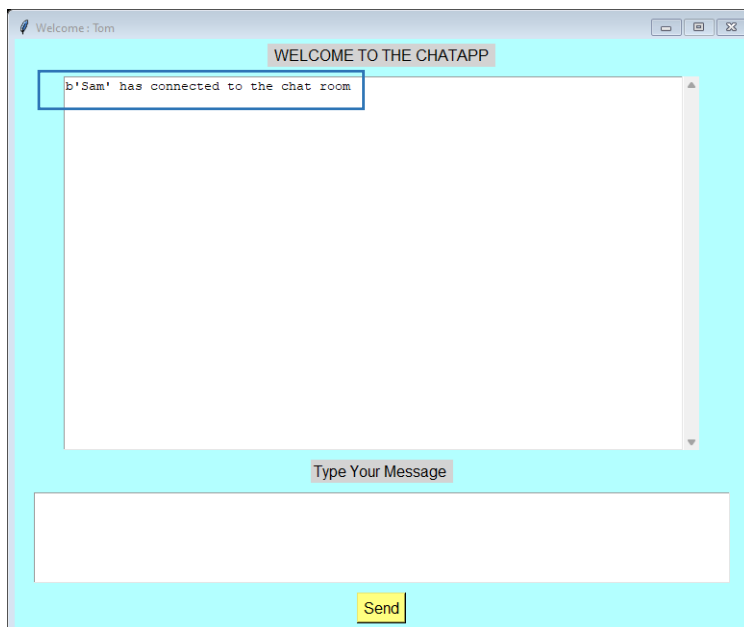 Welcome : Tom
WELCOME TO THE CHATAPP
b'Sam' has connected to the chat room
Type Your Message
Send